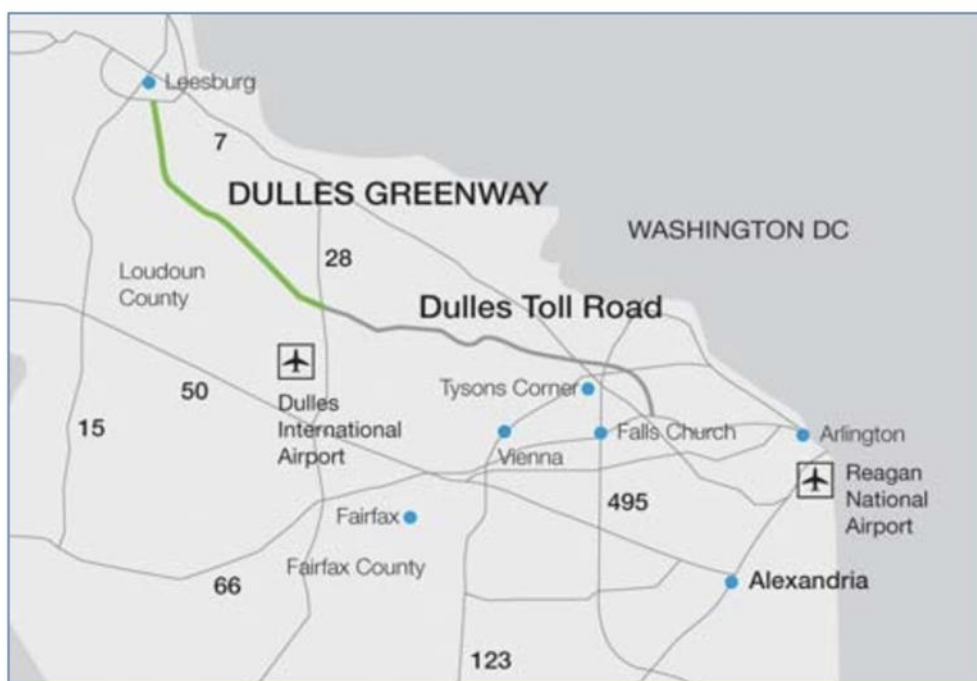 Leesburg
7
DULLES GREENWAY
WASHINGTON DC
28
Loudoun
County
Dulles Toll Road
50
Tysons Corner
Dulles
International
Airport
15
Vienna
Falls Church
Arlington
Reagan
National
Airport
495
Fairfax
Fairfax County
66
Alexandria
123